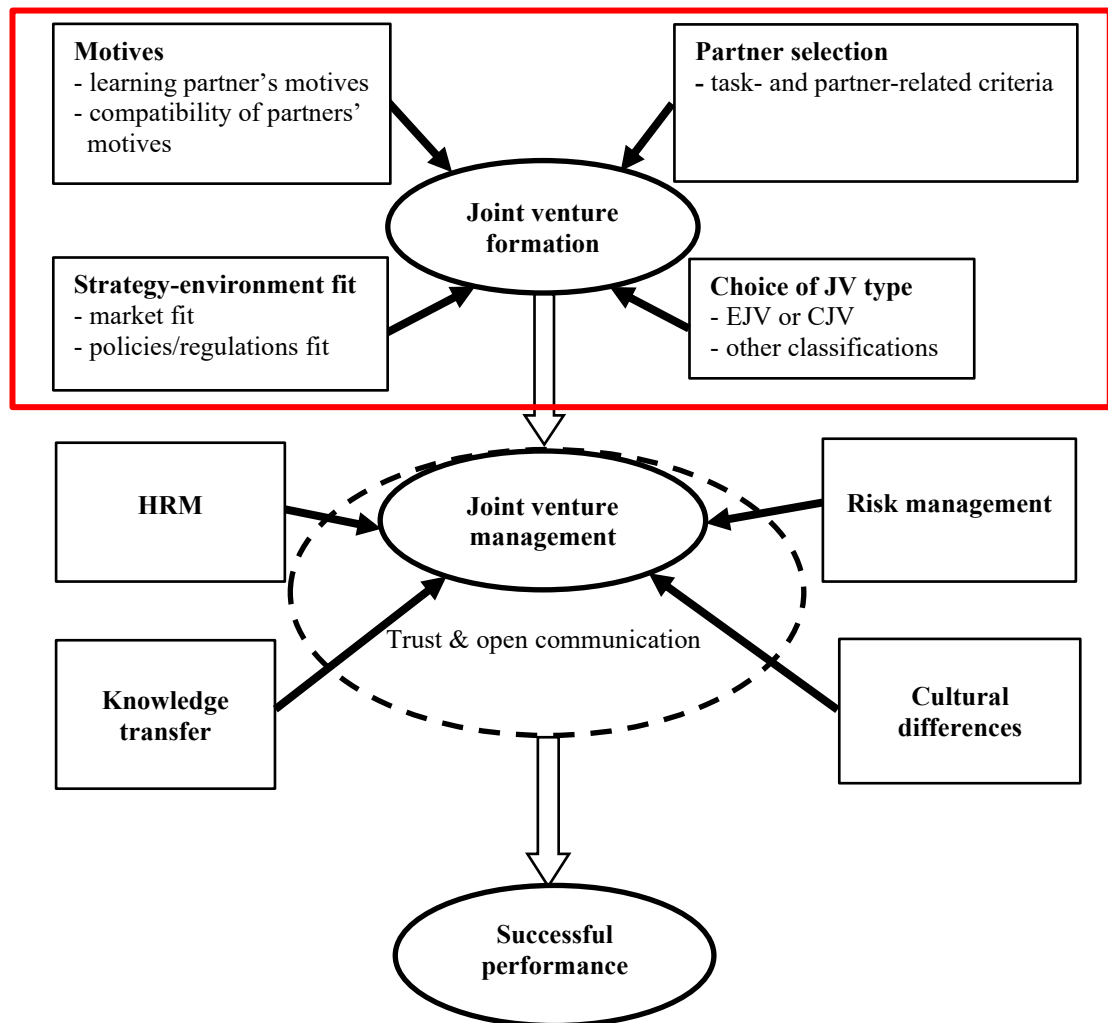 Motives
- learning partner's motives
- compatibility of partners'
motives
Partner selection
- task- and partner-related criteria
Joint venture
formation
Strategy-environment fit
- market fit
- policies/regulations fit
Choice of JV type
- EJV or CJV
- other classifications
HRM
Joint venture
management
Risk management
Trust & open communication
Knowledge
transfer
Cultural
differences
Successful
performance